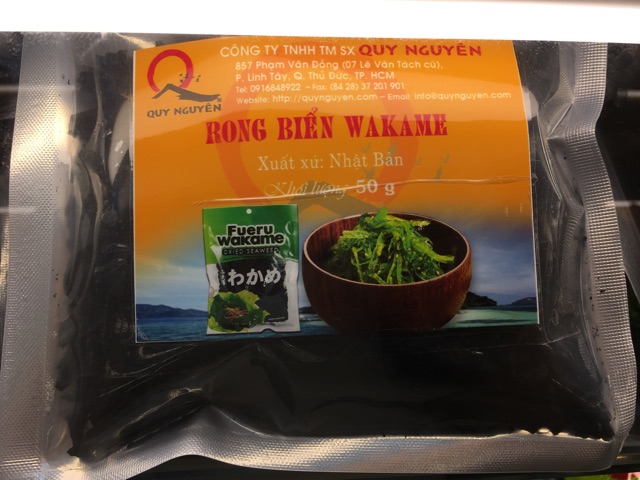 CÔNG TY TNHH TM SX QUY NGUYÊN
857 Phạm Văn Đồng (07 Lê Văn Tách cũ),
P. Linh Tây, Q. Thủ Đức, TP. HCM
Tel: 0916848922 - Fax: (84 28) 37 201 901
Website: http://quynguyen.com - Email: info@quynguyen.com
QUY NGUYÊN
RONG BIỂN WAKAME
Xuất xứ: Nhật Bản
Khối lượng 50 g
Fueru
wakame
DRIED SEAWEED
わかめ